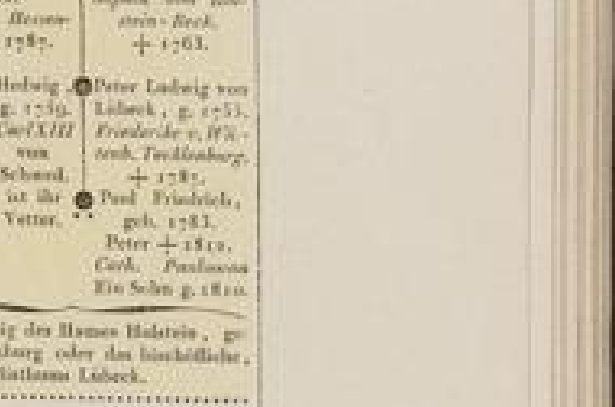 Hessen-
1787.
Hedwig
g. 1759.
Carl XIII
von
Schwed.
ist ihr
Vetter.
stein-Beck.
+ 1763.
Peter Ludwig von
Lübeck, g. 1755.
Friederike v. Wür-
temb.
+ 1785.
Paul Friedrich,
geb. 1783.
Peter + 1810.
Cath. Paulowna
Ein Sohn g. 1810.
ig des Hauses Holstein, ge-
burg oder das bischöfliche,
Lübeck.